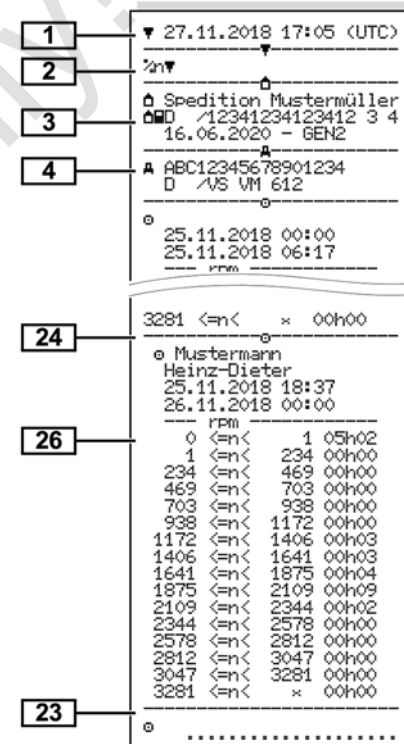 1
▼ 27.11.2018 17:05 (UTC)
2
%n▼
Spedition Mustermüller
3
D /12341234123412 3 4
16.06.2020 - GEN2
4
A ABC12345678901234
D /VS VM 612
25.11.2018 00:00
25.11.2018 06:17
--- rpm ---
3281 <=n< × 00h00
24
Mustermann
Heinz-Dieter
25.11.2018 18:37
26.11.2018 00:00
--- rpm ---
26
0 <=n< 1 05h02
1 <=n< 234 00h00
234 <=n< 469 00h00
469 <=n< 703 00h00
703 <=n< 938 00h00
938 <=n< 1172 00h00
1172 <=n< 1406 00h03
1406 <=n< 1641 00h03
1641 <=n< 1875 00h04
1875 <=n< 2109 00h09
2109 <=n< 2344 00h02
2344 <=n< 2578 00h00
2578 <=n< 2812 00h00
2812 <=n< 3047 00h00
3047 <=n< 3281 00h00
3281 <=n< × 00h00
23
....................